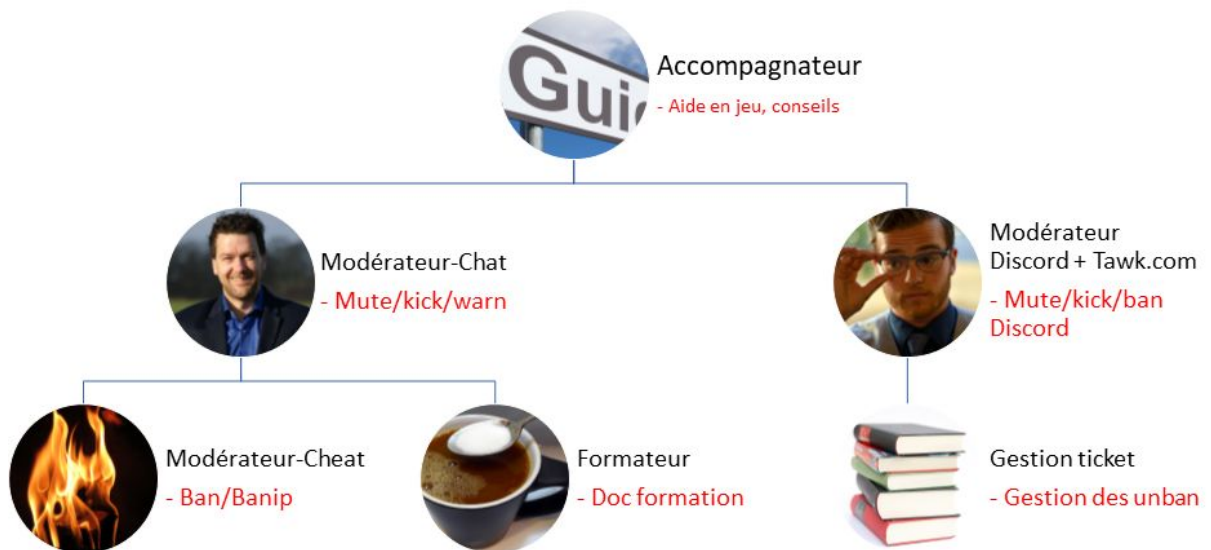 Gui
Accompagnateur
- Aide en jeu, conseils
Modérateur-Chat
- Mute/kick/warn
Modérateur
Discord + Tawk.com
- Mute/kick/ban
Discord
Modérateur-Cheat
- Ban/Banip
Formateur
- Doc formation
Gestion ticket
- Gestion des unban